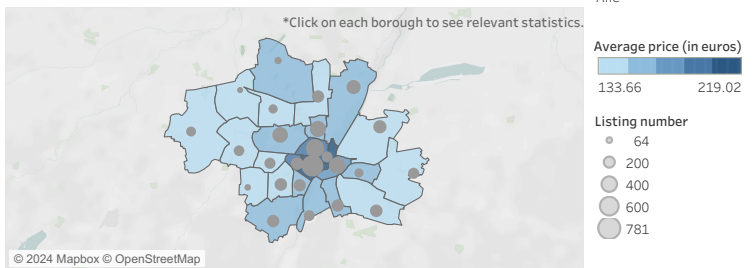 *Click on each borough to see relevant statistics.
Average price (in euros)
133.66 219.02
Listing number
64
200
400
600
781
© 2024 Mapbox © OpenStreetMap